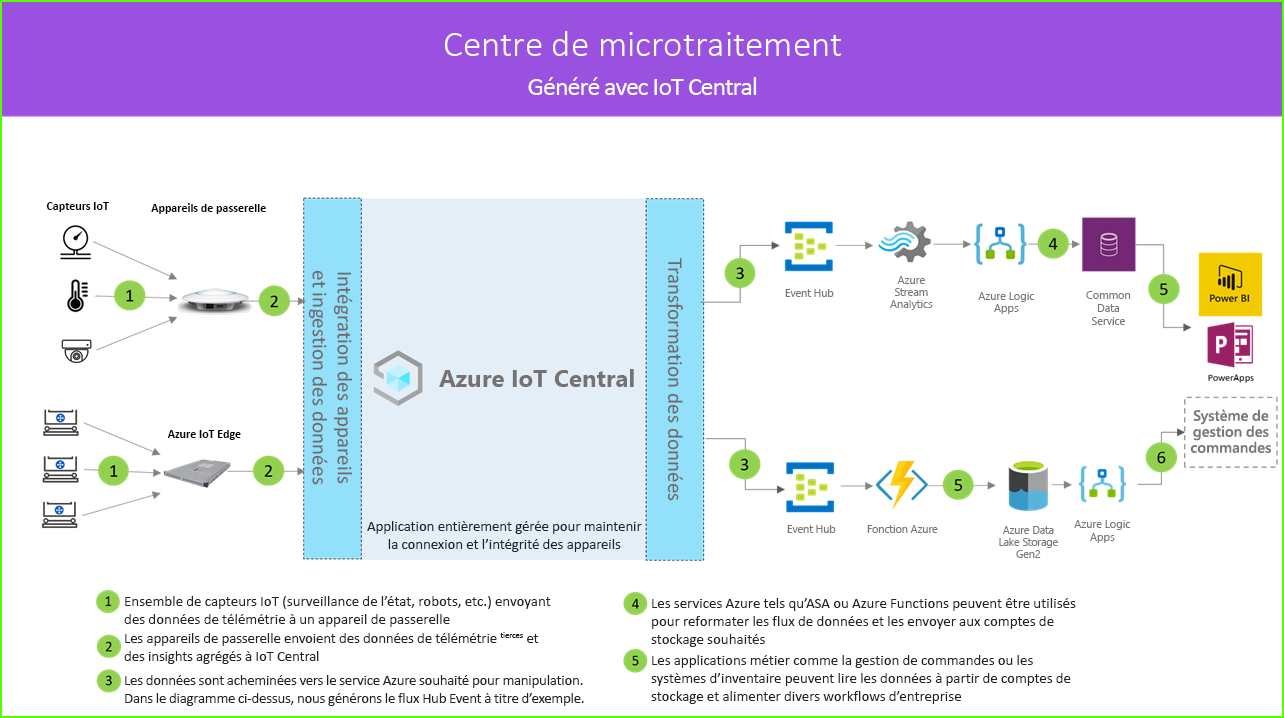 Centre de microtraitement
Généré avec IoT Central
Capteurs IoT
Appareils de passerelle
1
2
Azure IoT Edge
1
2
Intégration des appareils
et ingestion des données
Azure IoT Central
Application entièrement gérée pour maintenir
la connexion et l'intégrité des appareils
Transformation des données
3
Event Hub
Azure
Stream
Analytics
Azure Logic
Apps
4
Common
Data
Service
5
Power BI
P
PowerApps
3
Event Hub
Fonction Azure
5
Azure Data
Lake Storage
Gen2
Azure Logic
Apps
6
Système de
gestion des
commandes
1 Ensemble de capteurs IoT (surveillance de l'état, robots, etc.) envoyant
des données de télémétrie à un appareil de passerelle
2 Les appareils de passerelle envoient des données de télémétrie tierces et
des insights agrégés à IoT Central
3 Les données sont acheminées vers le service Azure souhaité pour manipulation.
Dans le diagramme ci-dessus, nous générons le flux Hub Event à titre d'exemple.
4 Les services Azure tels qu'ASA ou Azure Functions peuvent être utilisés
pour reformater les flux de données et les envoyer aux comptes de
stockage souhaités
5 Les applications métier comme la gestion de commandes ou les
systèmes d'inventaire peuvent lire les données à partir de comptes de
stockage et alimenter divers workflows d'entreprise